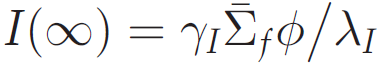 I(∞) = γ_I Σ̄_f ϕ/λ_I